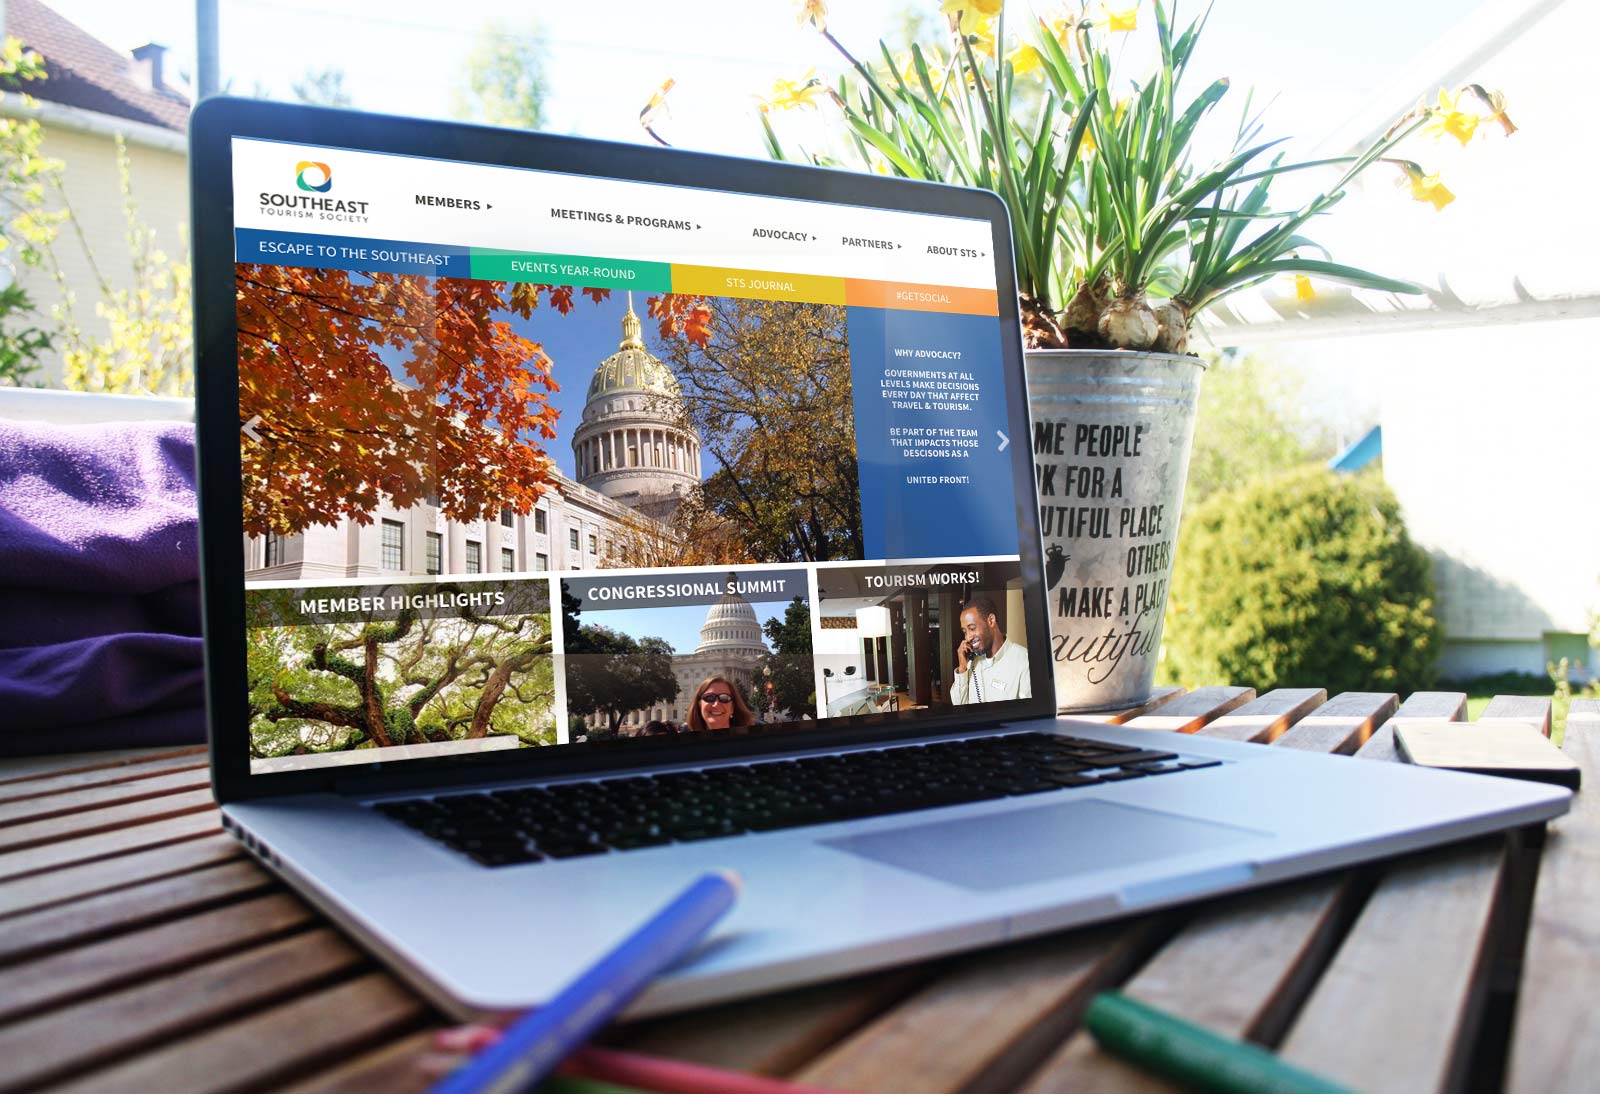 SOUTHEAST
TOURISM SOCIETY
MEMBERS
MEETINGS & PROGRAMS
ADVOCACY
PARTNERS
ABOUT STS
ESCAPE TO THE SOUTHEAST
EVENTS YEAR-ROUND
STS JOURNAL
#GETSOCIAL
WHY ADVOCACY?
GOVERNMENTS AT ALL
LEVELS MAKE DECISIONS
EVERY DAY THAT AFFECT
TRAVEL & TOURISM.
BE PART OF THE TEAM
THAT IMPACTS THOSE
DESCISONS AS A
UNITED FRONT!
MEMBER HIGHLIGHTS
CONGRESSIONAL SUMMIT
TOURISM WORKS!
ME PEOPLE
K FOR A
UTIFUL PLACE
OTHERS
MAKE A PLAC
autiful